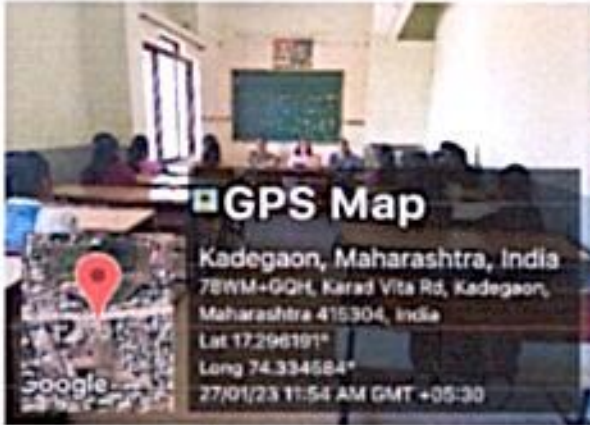 GPS Map
Kadegaon, Maharashtra, India
78WM+GQH, Karad Vita Rd, Kadegaon,
Maharashtra 415304, India
Lat 17.296191°
Long 74.334584°
27/01/23 11:54 AM GMT +05:30
Google